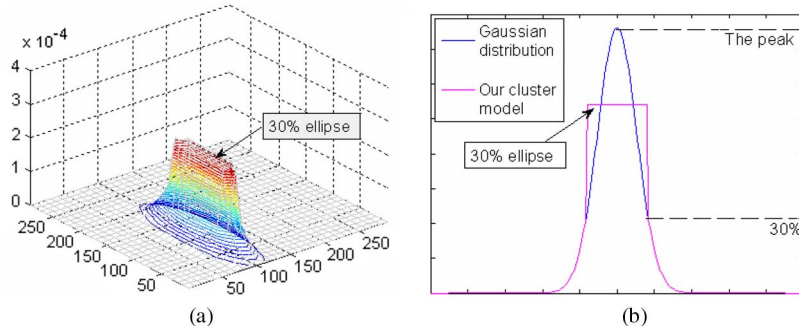 x 10-4
4
3
2
1
0
30% ellipse
250
200
150
100
50
50
100
150
200
250
(a)
Gaussian
distribution
Our cluster
model
The peak
30% ellipse
30%
(b)